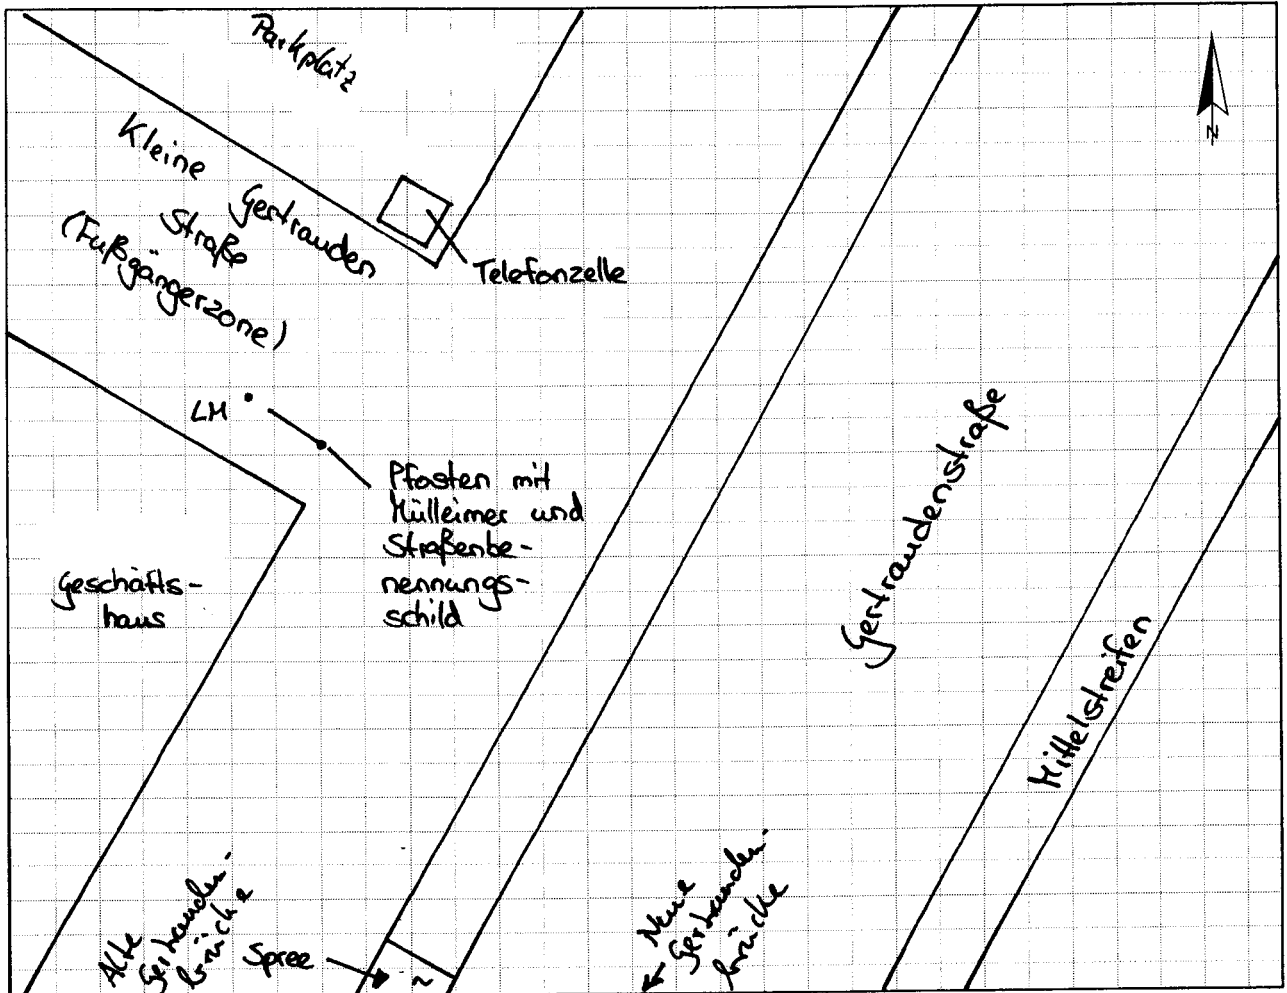 Parkplatz
N
Kleine
Gertrauden
Straße
(Fußgängerzone)
Telefonzelle
LM
Pfosten mit
Mülleimer und
Straßenbe-
nennungs-
schild
Geschäfts-
haus
Gertraudenstraße
Mittelstreifen
Alte
Gertrauden-
brücke
Spree
Neue
Gertrauden-
brücke